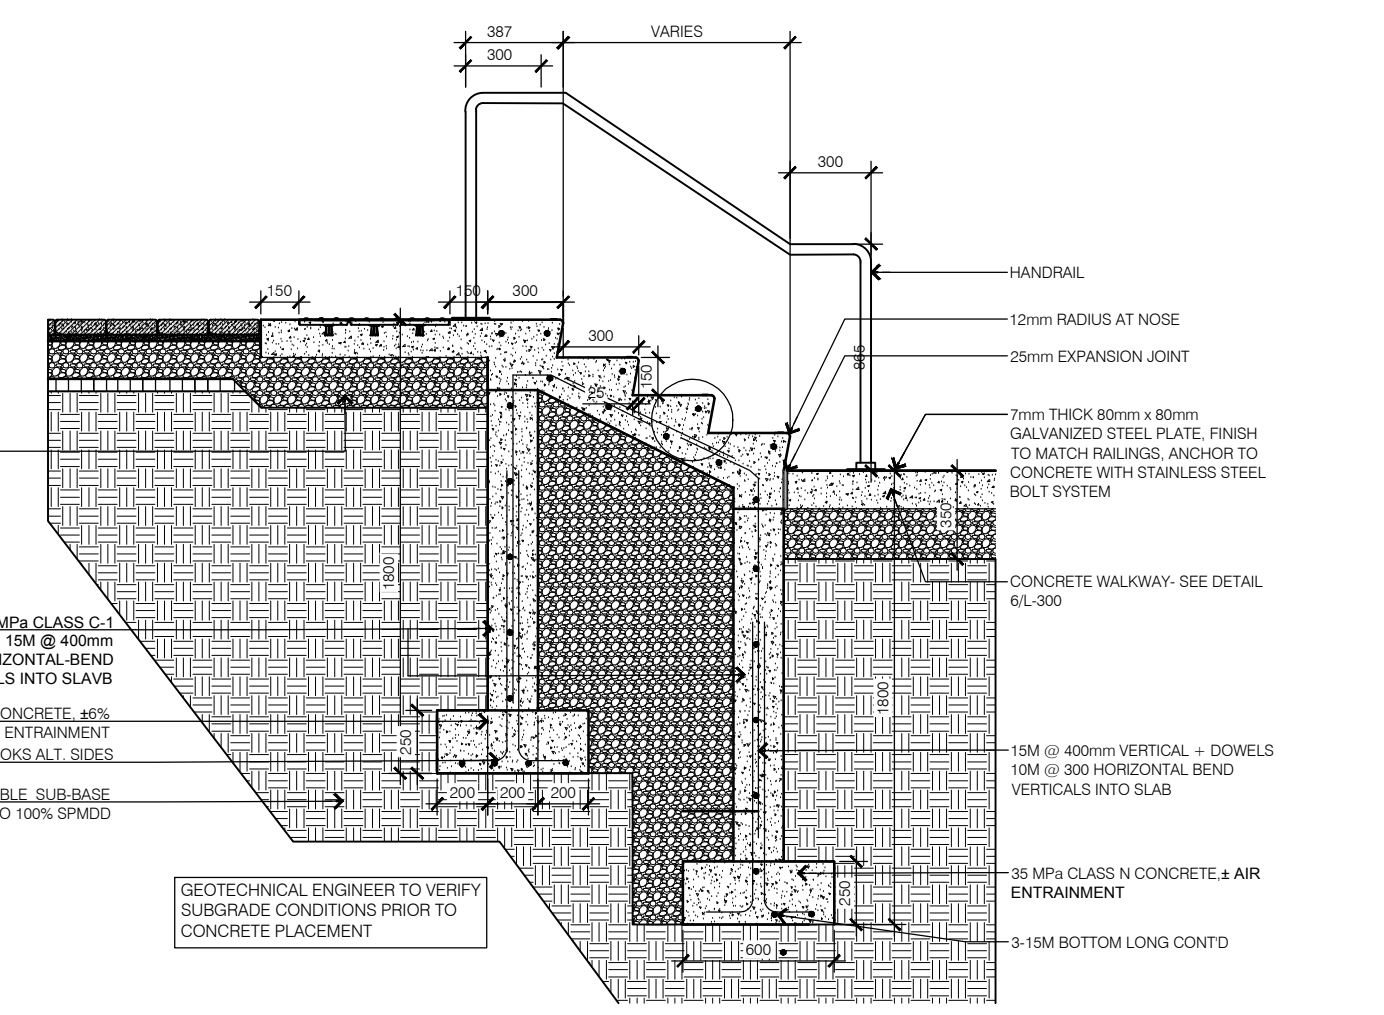 387
VARIES
300
300
150
150
300
300
150
25
865
HANDRAIL
12mm RADIUS AT NOSE
25mm EXPANSION JOINT
7mm THICK 80mm x 80mm
GALVANIZED STEEL PLATE, FINISH
TO MATCH RAILINGS, ANCHOR TO
CONCRETE WITH STAINLESS STEEL
BOLT SYSTEM
350
1800
CONCRETE WALKWAY- SEE DETAIL
6/L-300
MPa CLASS C-1
15M @ 400mm
IZONTAL-BEND
LS INTO SLAVB
ONCRETE, ±6%
ENTRAINMENT
OKS ALT. SIDES
BLE SUB-BASE
O 100% SPMDD
250
200
200
200
1800
15M @ 400mm VERTICAL + DOWELS
10M @ 300 HORIZONTAL BEND
VERTICALS INTO SLAB
35 MPa CLASS N CONCRETE,± AIR
ENTRAINMENT
250
600
3-15M BOTTOM LONG CONT'D
GEOTECHNICAL ENGINEER TO VERIFY
SUBGRADE CONDITIONS PRIOR TO
CONCRETE PLACEMENT